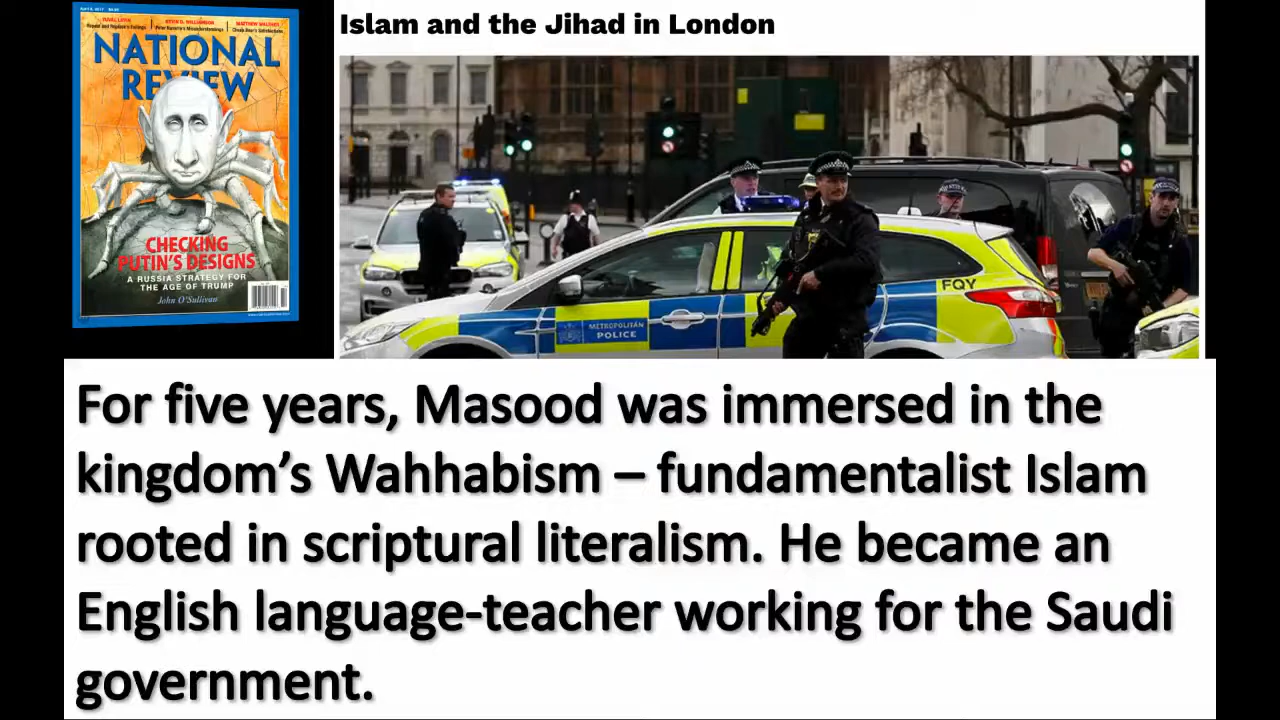 NATIONAL
REVIEW
CHECKING
PUTIN'S DESIGNS
A RUSSIA STRATEGY FOR
THE AGE OF TRUMP
John O'Sullivan
Islam and the Jihad in London
FQY
METROPOLITAN
POLICE
For five years, Masood was immersed in the
kingdom's Wahhabism – fundamentalist Islam
rooted in scriptural literalism. He became an
English language-teacher working for the Saudi
government.